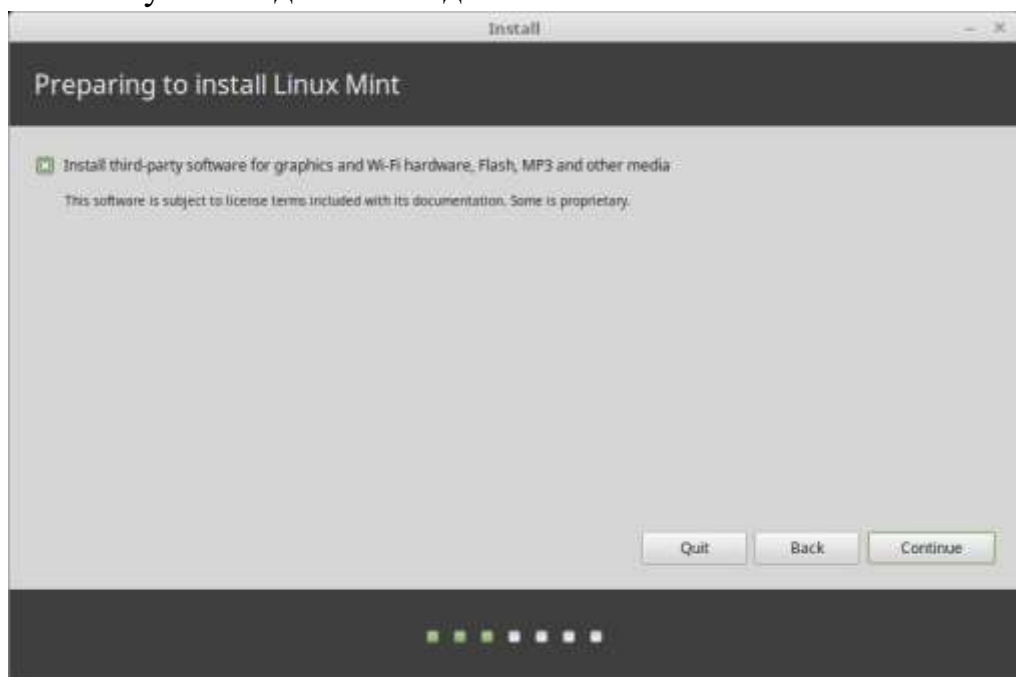 Install
Preparing to install Linux Mint
Install third-party software for graphics and Wi-Fi hardware, Flash, MP3 and other media
This software is subject to license terms included with its documentation. Some is proprietary.
Quit
Back
Continue